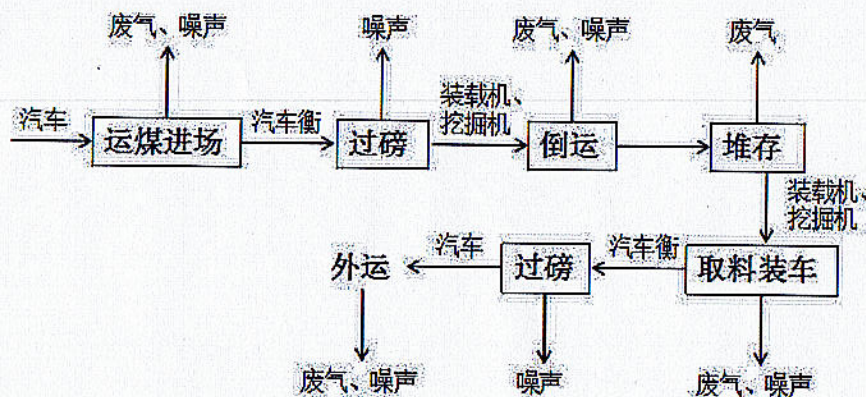 废气、噪声
噪声
废气、噪声
废气
汽车
运煤进场
汽车衡
过磅
装载机、
挖掘机
倒运
堆存
装载机、
挖掘机
外运
汽车
过磅
汽车衡
取料装车
废气、噪声
噪声
废气、噪声